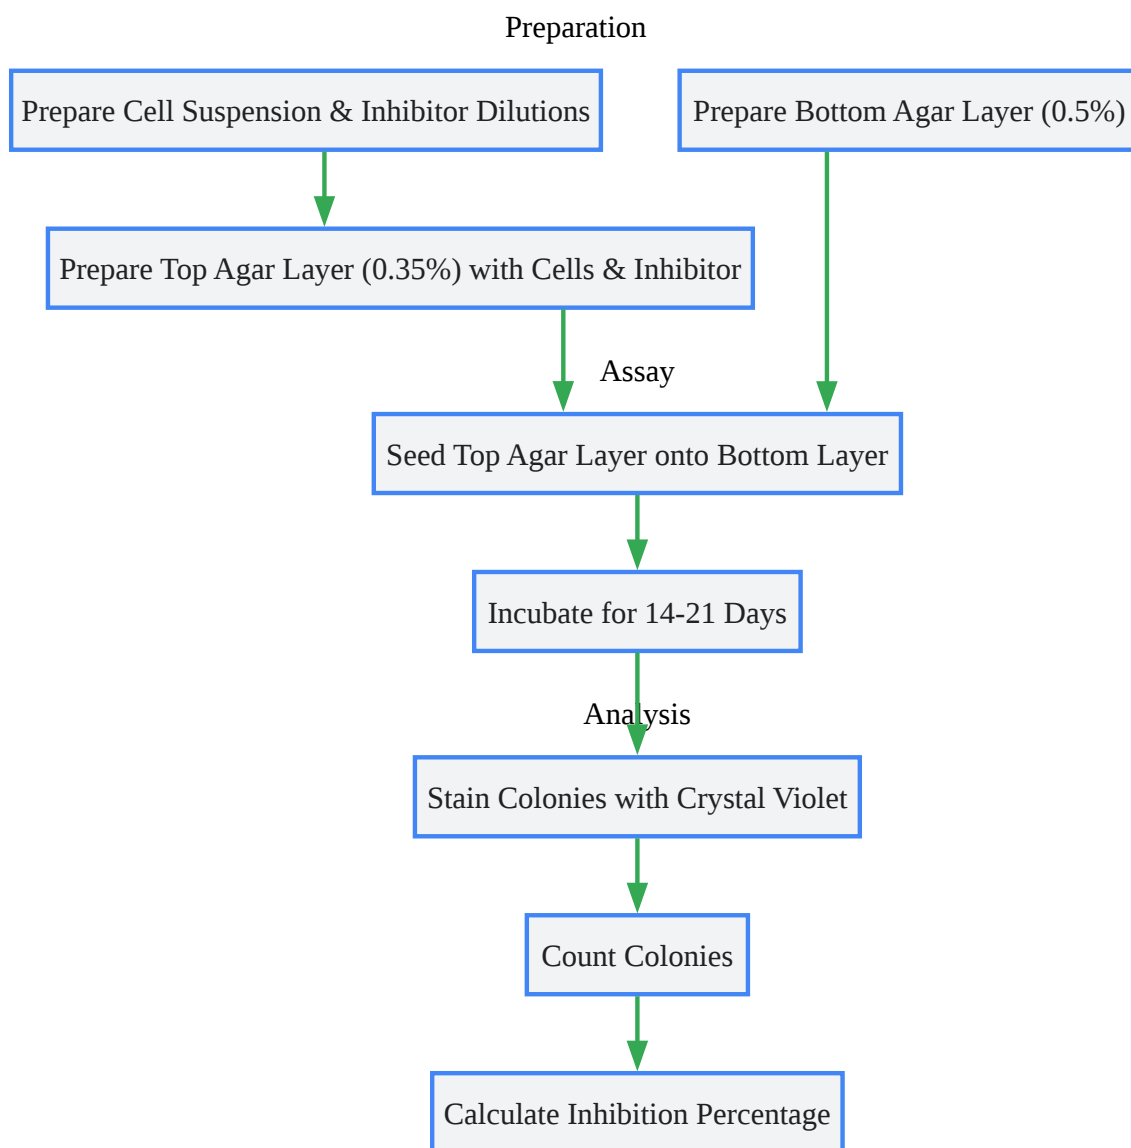 Preparation
Prepare Cell Suspension & Inhibitor Dilutions
Prepare Bottom Agar Layer (0.5%)
Prepare Top Agar Layer (0.35%) with Cells & Inhibitor
Assay
Seed Top Agar Layer onto Bottom Layer
Incubate for 14-21 Days
Analysis
Stain Colonies with Crystal Violet
Count Colonies
Calculate Inhibition Percentage